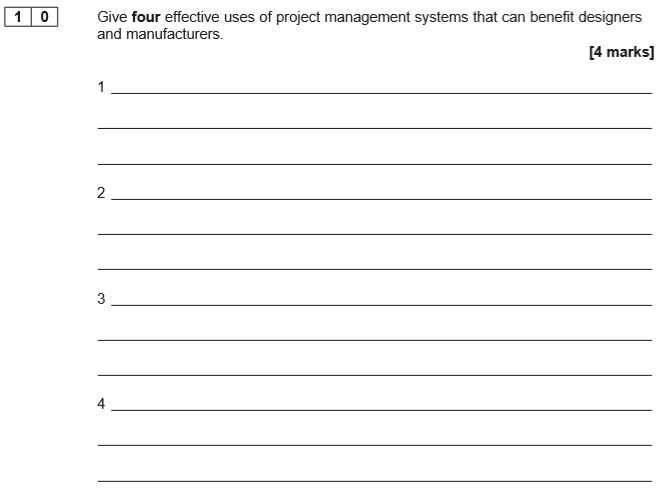 1 0 Give four effective uses of project management systems that can benefit designers
and manufacturers.
[4 marks]
1
2
3
4